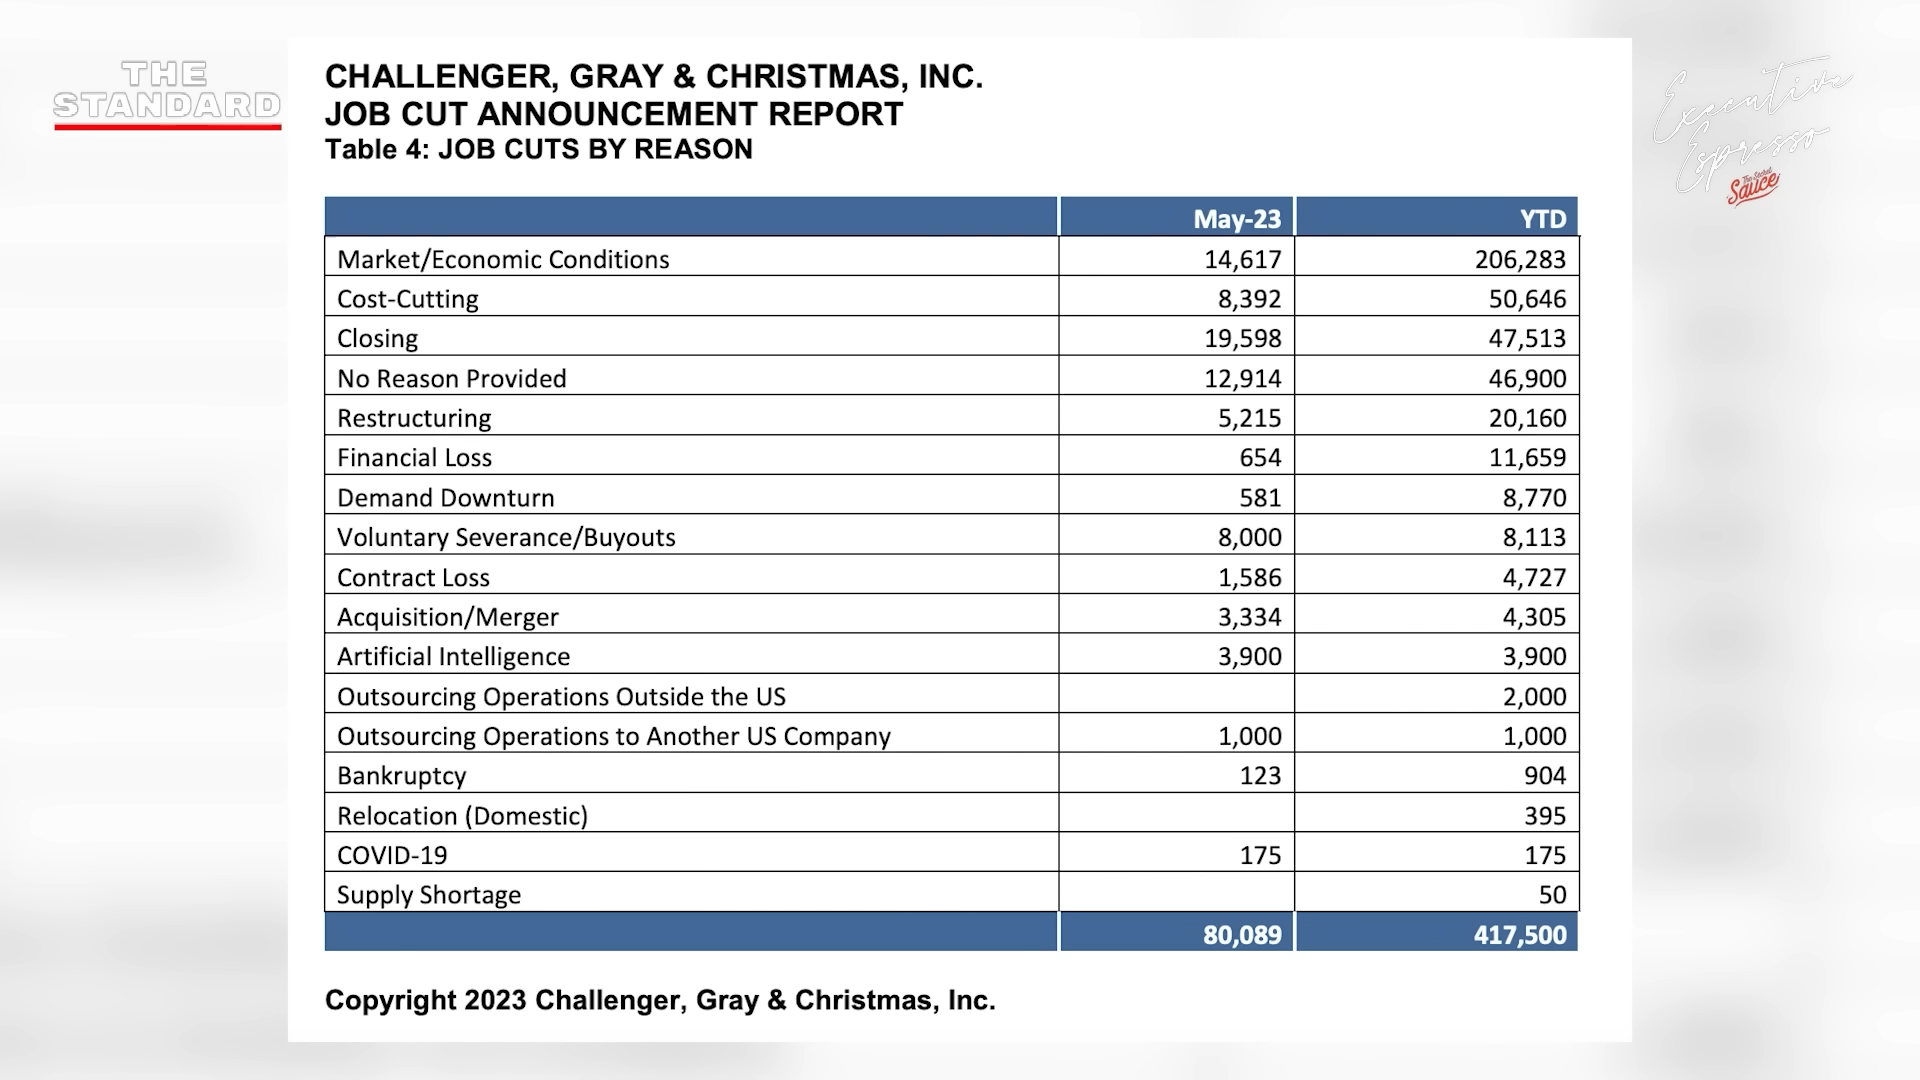 THE
STANDARD
Executive
Espresso
The Secret
Sauce
CHALLENGER, GRAY & CHRISTMAS, INC.
JOB CUT ANNOUNCEMENT REPORT
Table 4: JOB CUTS BY REASON
May-23 YTD
Market/Economic Conditions 14,617 206,283
Cost-Cutting 8,392 50,646
Closing 19,598 47,513
No Reason Provided 12,914 46,900
Restructuring 5,215 20,160
Financial Loss 654 11,659
Demand Downturn 581 8,770
Voluntary Severance/Buyouts 8,000 8,113
Contract Loss 1,586 4,727
Acquisition/Merger 3,334 4,305
Artificial Intelligence 3,900 3,900
Outsourcing Operations Outside the US 2,000
Outsourcing Operations to Another US Company 1,000 1,000
Bankruptcy 123 904
Relocation (Domestic) 395
COVID-19 175 175
Supply Shortage 50
80,089 417,500
Copyright 2023 Challenger, Gray & Christmas, Inc.